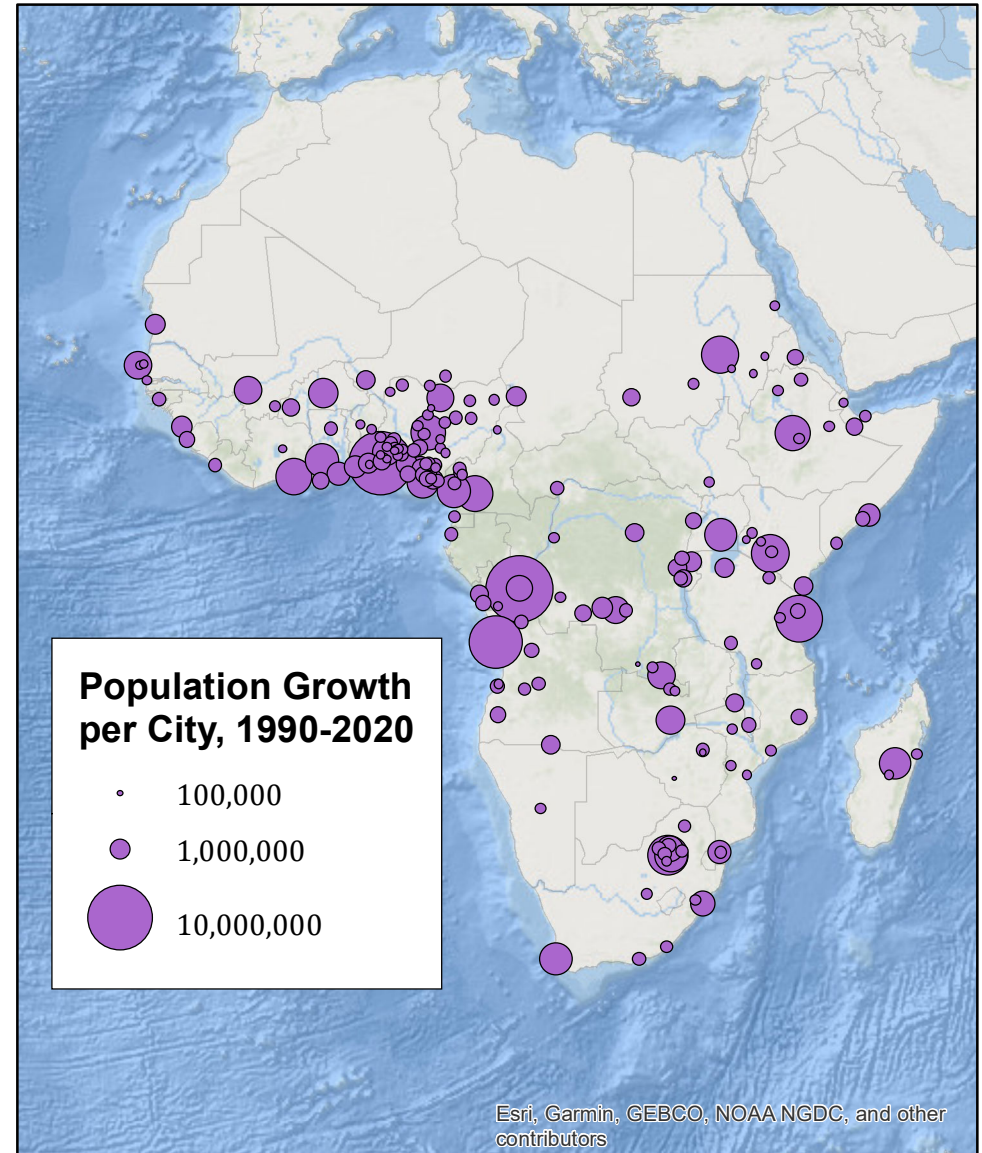 Population Growth
per City, 1990-2020
100,000
1,000,000
10,000,000
Esri, Garmin, GEBCO, NOAA NGDC, and other
contributors